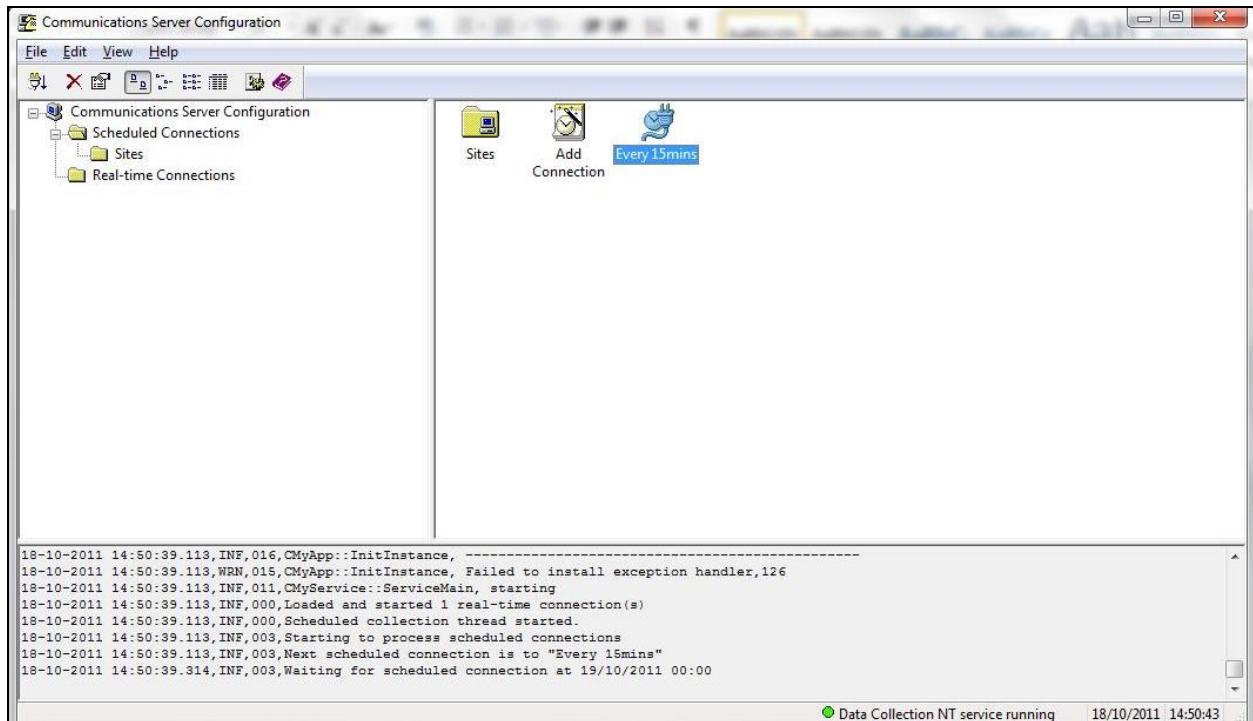 Communications Server Configuration
File Edit View Help
Communications Server Configuration
Scheduled Connections
Sites
Real-time Connections
Sites
Add Connection
Every 15mins
18-10-2011 14:50:39.113,INF,016,CMyApp::InitInstance, ------------------------------------------------
18-10-2011 14:50:39.113,WRN,015,CMyApp::InitInstance, Failed to install exception handler,126
18-10-2011 14:50:39.113,INF,011,CMyService::ServiceMain, starting
18-10-2011 14:50:39.113,INF,000,Loaded and started 1 real-time connection(s)
18-10-2011 14:50:39.113,INF,000,Scheduled collection thread started.
18-10-2011 14:50:39.113,INF,003,Starting to process scheduled connections
18-10-2011 14:50:39.113,INF,003,Next scheduled connection is to "Every 15mins"
18-10-2011 14:50:39.314,INF,003,Waiting for scheduled connection at 19/10/2011 00:00
Data Collection NT service running 18/10/2011 14:50:43